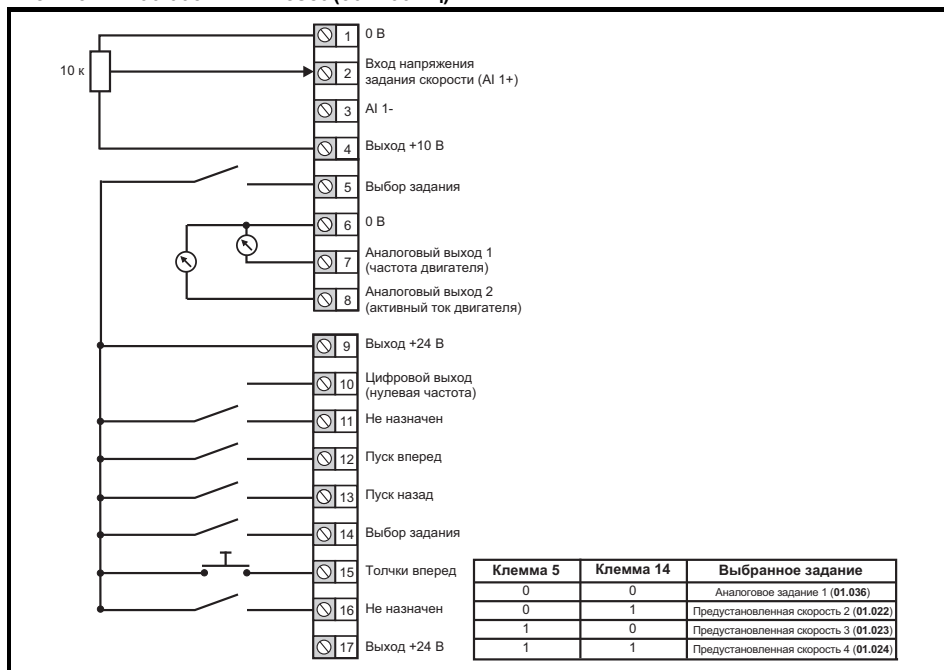 10 к
1 0 В
2 Вход напряжения
задания скорости (AI 1+)
3 AI 1-
4 Выход +10 В
5 Выбор задания
6 0 В
7 Аналоговый выход 1
(частота двигателя)
8 Аналоговый выход 2
(активный ток двигателя)
9 Выход +24 В
10 Цифровой выход
(нулевая частота)
11 Не назначен
12 Пуск вперед
13 Пуск назад
14 Выбор задания
15 Толчки вперед
16 Не назначен
17 Выход +24 В
Клемма 5 Клемма 14 Выбранное задание
0 0 Аналоговое задание 1 (01.036)
0 1 Предустановленная скорость 2 (01.022)
1 0 Предустановленная скорость 3 (01.023)
1 1 Предустановленная скорость 4 (01.024)